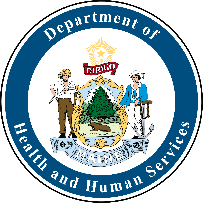 Department of
DIRIGO
Health and Human Services